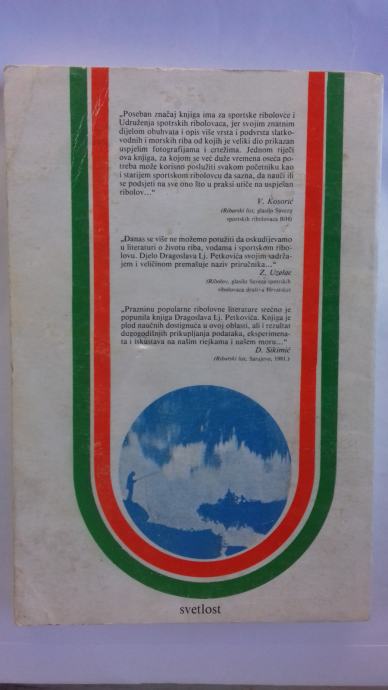 „Poseban značaj knjiga ima za sportske ribolovce i
Udruženja spotrskih ribolovaca, jer svojim znatnim
dijelom obuhvata i opis više vrsta i podvrsta slatko-
vodnih i morskih riba od kojih je veliki dio prikazan
uspjelim fotografijama i crtežima. Jednom riječi
ova knjiga, za kojom se već duže vremena oseća po-
treba može korisno poslužiti svakom početniku kao
i starijem sportskom ribolovcu da sazna, da nauči ili
se podsjeti na sve ono što u praksi utiče na uspješan
ribolov...“
V. Kosorić
(Ribarski list, glasilo Saveza
sportskih ribolovaca BiH)
„Danas se više ne možemo potužiti da oskudijevamo
u literaturi o životu riba, vodama i sportskom ribo-
lovu. Djelo Dragoslava Lj. Petkovića svojim sadrža-
jem i veličinom premašuje naziv priručnika...“
Z. Uzelac
(Ribolov, glasilo Saveza sportskih
ribolovaca društva Hrvatske)
„Prazninu popularne ribolovne literature srećno je
popunila knjiga Dragoslava Lj. Petkovića. Knjiga je
plod naučnih dostignuća u ovoj oblasti, ali i rezultat
dugogodišnjih prikupljanja podataka, eksperimena-
ta i iskustava na našim rijekama i našem moru...“
D. Sikimić
(Ribarski list, Sarajevo, 1981.)
svetlost